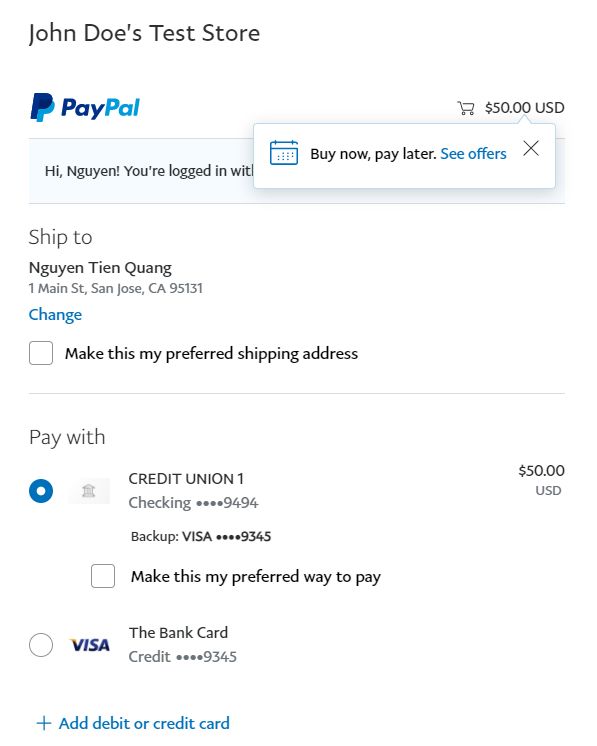 John Doe's Test Store
PayPal
$50.00 USD
Buy now, pay later. See offers
Hi, Nguyen! You're logged in
Ship to
Nguyen Tien Quang
1 Main St, San Jose, CA 95131
Change
Make this my preferred shipping address
Pay with
CREDIT UNION 1
$50.00
Checking ••••9494
USD
Backup: VISA ••••9345
Make this my preferred way to pay
VISA
The Bank Card
Credit ••••9345
+ Add debit or credit card